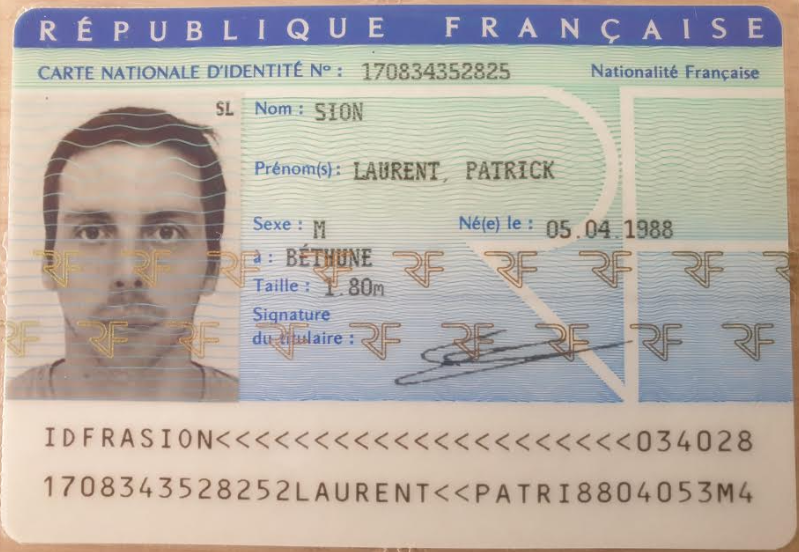 RÉPUBLIQUE FRANÇAISE
CARTE NATIONALE D'IDENTITÉ Nº : 170834352825 Nationalité Française
SL Nom : SION
Prénom(s) : LAURENT, PATRICK
Sexe : M Né(e) le : 05.04.1988
à : BÉTHUNE
RF RF RF RF RF RF RF RF
Taille : 1.80m
Signature
du titulaire :
RF RF RF RF RF RF RF RF RF
IDFRASION<<<<<<<<<<<<<<<<<<<<<034028
1708343528252LAURENT<<PATRI8804053M4